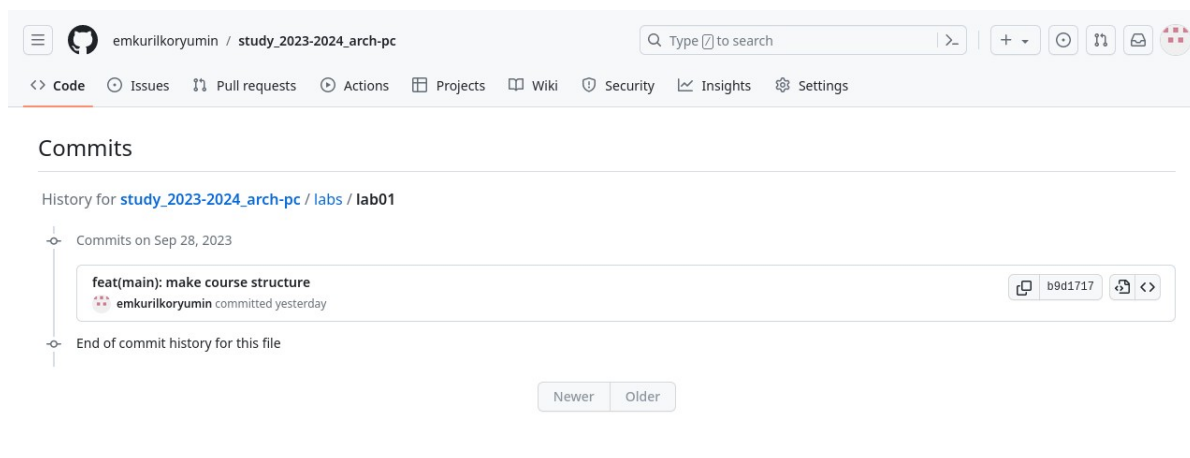 emkurilkoryumin / study_2023-2024_arch-pc
Type / to search
Code Issues Pull requests Actions Projects Wiki Security Insights Settings
Commits
History for study_2023-2024_arch-pc / labs / lab01
Commits on Sep 28, 2023
feat(main): make course structure
b9d1717
emkurilkoryumin committed yesterday
End of commit history for this file
Newer Older